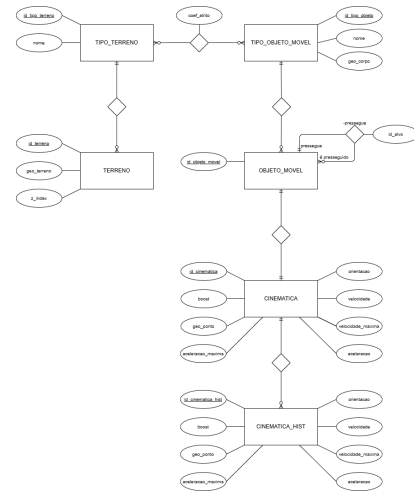 id_tipo_terreno
coef_atrito
id_tipo_objeto
nome
TIPO_TERRENO
TIPO_OBJETO_MOVEL
nome
geo_corpo
-persegue
id_alvo
id_terreno
persegue
geo_terreno
TERRENO
id_objeto_movel
OBJETO_MOVEL
é perseguido
z_index
id_cinematica
orientacao
boost
CINEMATICA
velocidade
geo_ponto
velocidade_maxima
aceleracao_maxima
aceleracao
id_cinematica_hist
orientacao
boost
CINEMATICA_HIST
velocidade
geo_ponto
velocidade_maxima
aceleracao_maxima
aceleracao